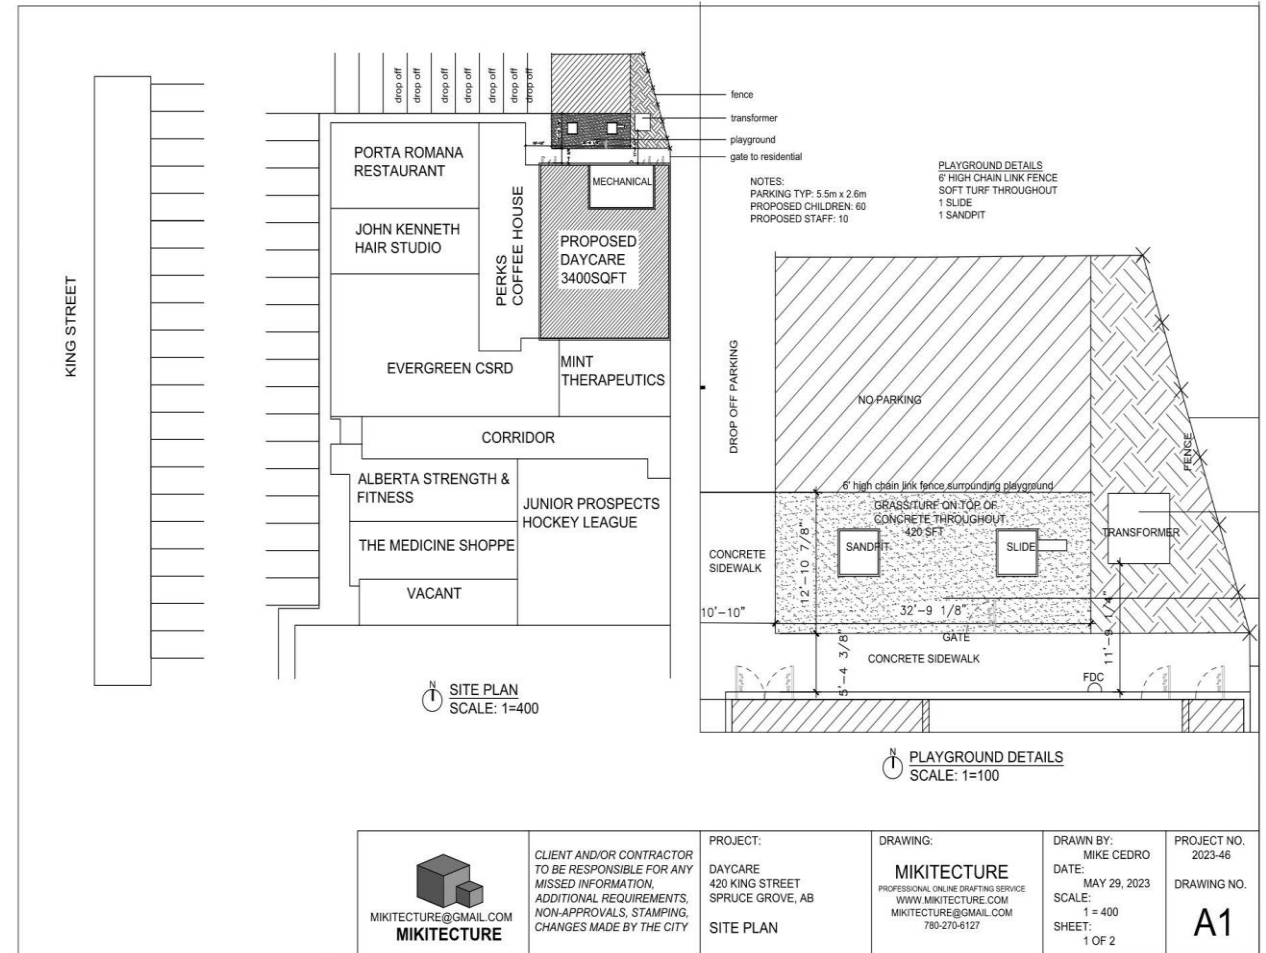 drop off
drop off
drop off
drop off
drop off
drop off
drop off
fence
transformer
playground
gate to residential
KING STREET
PORTA ROMANA
RESTAURANT
JOHN KENNETH
HAIR STUDIO
PERKS
COFFEE HOUSE
MECHANICAL
PROPOSED
DAYCARE
3400SQFT
EVERGREEN CSRD
MINT
THERAPEUTICS
CORRIDOR
ALBERTA STRENGTH &
FITNESS
JUNIOR PROSPECTS
HOCKEY LEAGUE
THE MEDICINE SHOPPE
VACANT
N
SITE PLAN
SCALE: 1=400
NOTES:
PARKING TYP: 5.5m x 2.6m
PROPOSED CHILDREN: 60
PROPOSED STAFF: 10
PLAYGROUND DETAILS
6' HIGH CHAIN LINK FENCE
SOFT TURF THROUGHOUT
1 SLIDE
1 SANDPIT
DROP OFF PARKING
NO PARKING
FENCE
6' high chain link fence surrounding playground
GRASS/TURF ON TOP OF
CONCRETE THROUGHOUT
420 SFT
SANDPIT
SLIDE
TRANSFORMER
CONCRETE
SIDEWALK
12'-10 7/8"
10'-10"
32'-9 1/8"
11'-9 1/4"
GATE
5'-4 3/8"
CONCRETE SIDEWALK
FDC
N
PLAYGROUND DETAILS
SCALE: 1=100
MIKITECTURE@GMAIL.COM
MIKITECTURE
CLIENT AND/OR CONTRACTOR
TO BE RESPONSIBLE FOR ANY
MISSED INFORMATION,
ADDITIONAL REQUIREMENTS,
NON-APPROVALS, STAMPING,
CHANGES MADE BY THE CITY
PROJECT:
DAYCARE
420 KING STREET
SPRUCE GROVE, AB
SITE PLAN
DRAWING:
MIKITECTURE
PROFESSIONAL ONLINE DRAFTING SERVICE
WWW.MIKITECTURE.COM
MIKITECTURE@GMAIL.COM
780-270-6127
DRAWN BY:
MIKE CEDRO
DATE:
MAY 29, 2023
SCALE:
1 = 400
SHEET:
1 OF 2
PROJECT NO.
2023-46
DRAWING NO.
A1